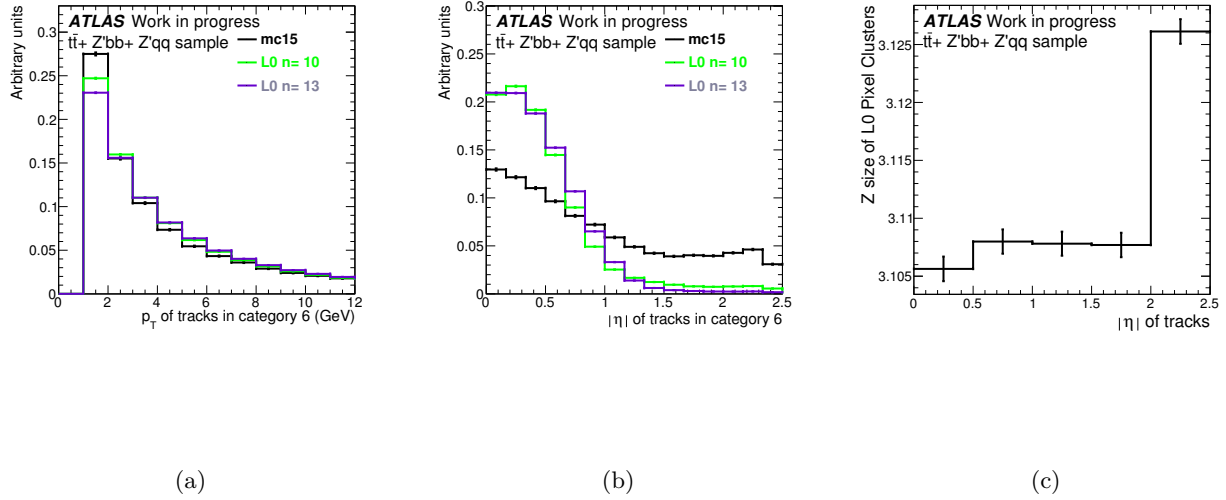 ATLAS Work in progress
tt̄+ Z'bb+ Z'qq sample
mc15
L0 n= 10
L0 n= 13
Arbitrary units
0.3
0.25
0.2
0.15
0.1
0.05
0
0 2 4 6 8 10 12
p_T of tracks in category 6 (GeV)
(a)
ATLAS Work in progress
tt̄+ Z'bb+ Z'qq sample
mc15
L0 n= 10
L0 n= 13
Arbitrary units
0.3
0.25
0.2
0.15
0.1
0.05
0
0 0.5 1 1.5 2 2.5
|η| of tracks in category 6
(b)
ATLAS Work in progress
tt̄+ Z'bb+ Z'qq sample
Z size of L0 Pixel Clusters
3.125
3.12
3.115
3.11
3.105
0 0.5 1 1.5 2 2.5
|η| of tracks
(c)